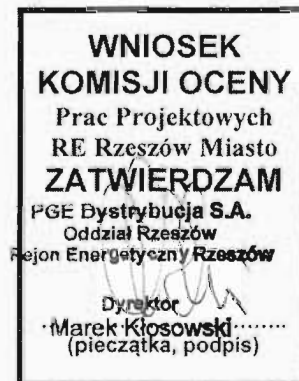 WNIOSEK
KOMISJI OCENY
Prac Projektowych
RE Rzeszów Miasto
ZATWIERDZAM
PGE Dystrybucja S.A.
Oddział Rzeszów
Rejon Energetyczny Rzeszów
Dyrektor
Marek Kłosowski
(pieczątka, podpis)